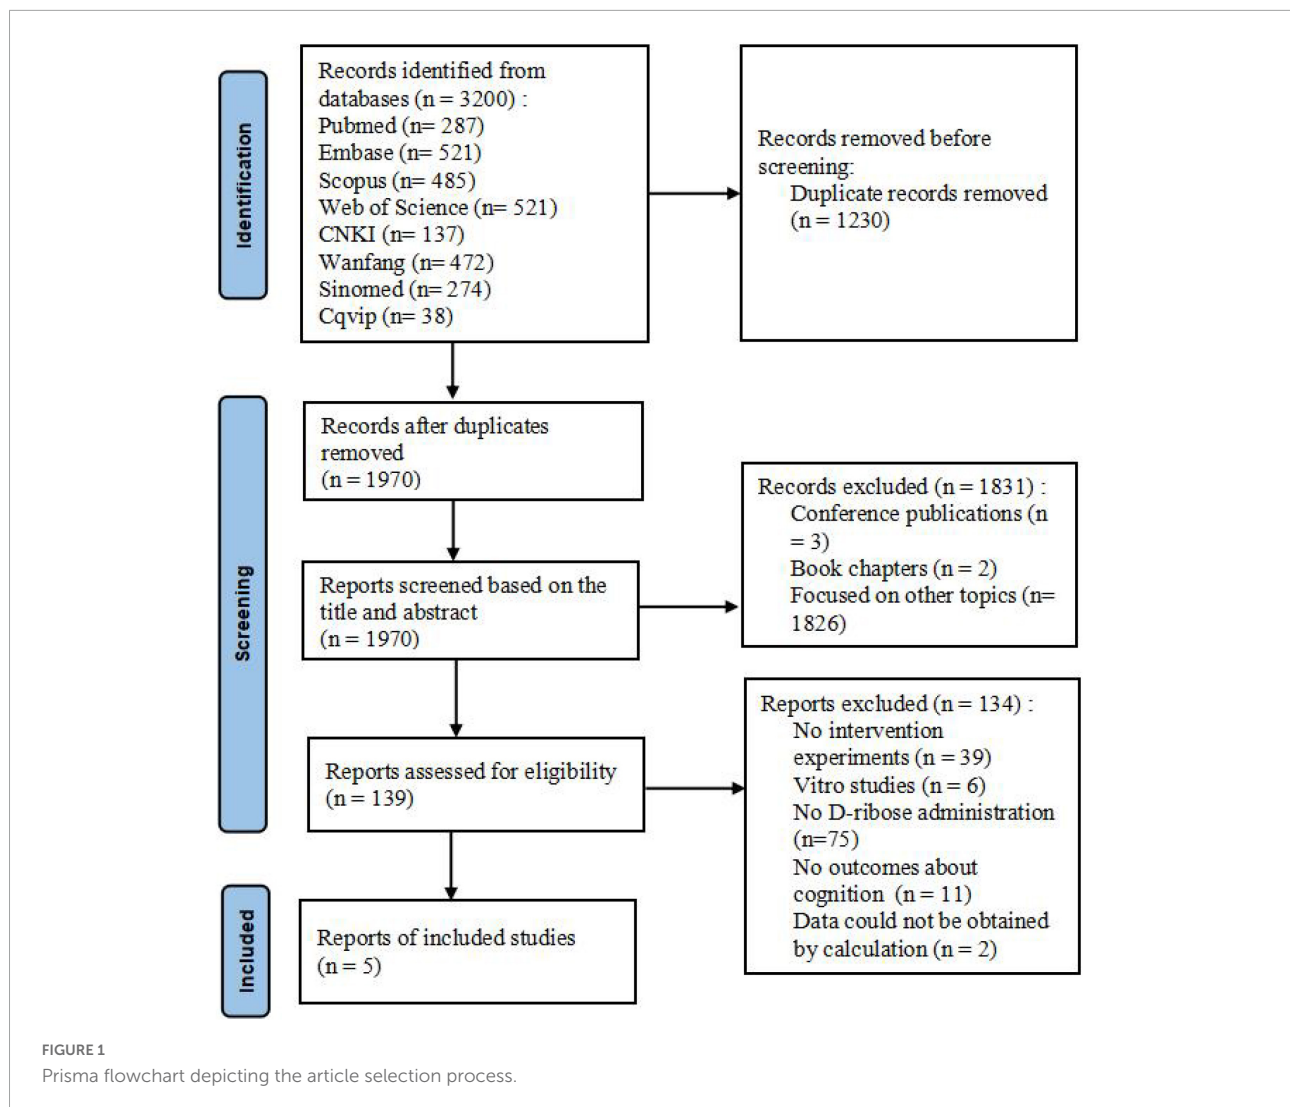 Identification
Records identified from
databases (n = 3200) :
Pubmed (n= 287)
Embase (n= 521)
Scopus (n= 485)
Web of Science (n= 521)
CNKI (n= 137)
Wanfang (n= 472)
Sinomed (n= 274)
Cqvip (n= 38)
Records removed before
screening:
Duplicate records removed
(n = 1230)
Screening
Records after duplicates
removed
(n = 1970)
Reports screened based on the
title and abstract
(n = 1970)
Records excluded (n = 1831) :
Conference publications (n
= 3)
Book chapters (n = 2)
Focused on other topics (n=
1826)
Reports assessed for eligibility
(n = 139)
Reports excluded (n = 134) :
No intervention
experiments (n = 39)
Vitro studies (n = 6)
No D-ribose administration
(n=75)
No outcomes about
cognition (n = 11)
Data could not be obtained
by calculation (n = 2)
Included
Reports of included studies
(n = 5)
FIGURE 1
Prisma flowchart depicting the article selection process.